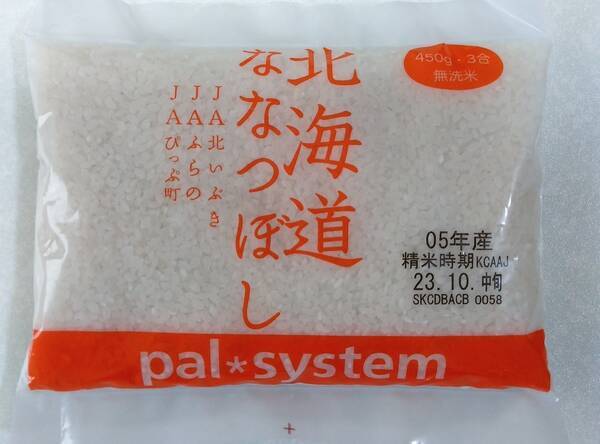 450g・3合
無洗米
北海道
ななつぼし
JA北いぶき
JAふらの
JAぴっぷ町
05年産
精米時期KCAAJ
23.10.中旬
SKCDBACB 0058
pal*system